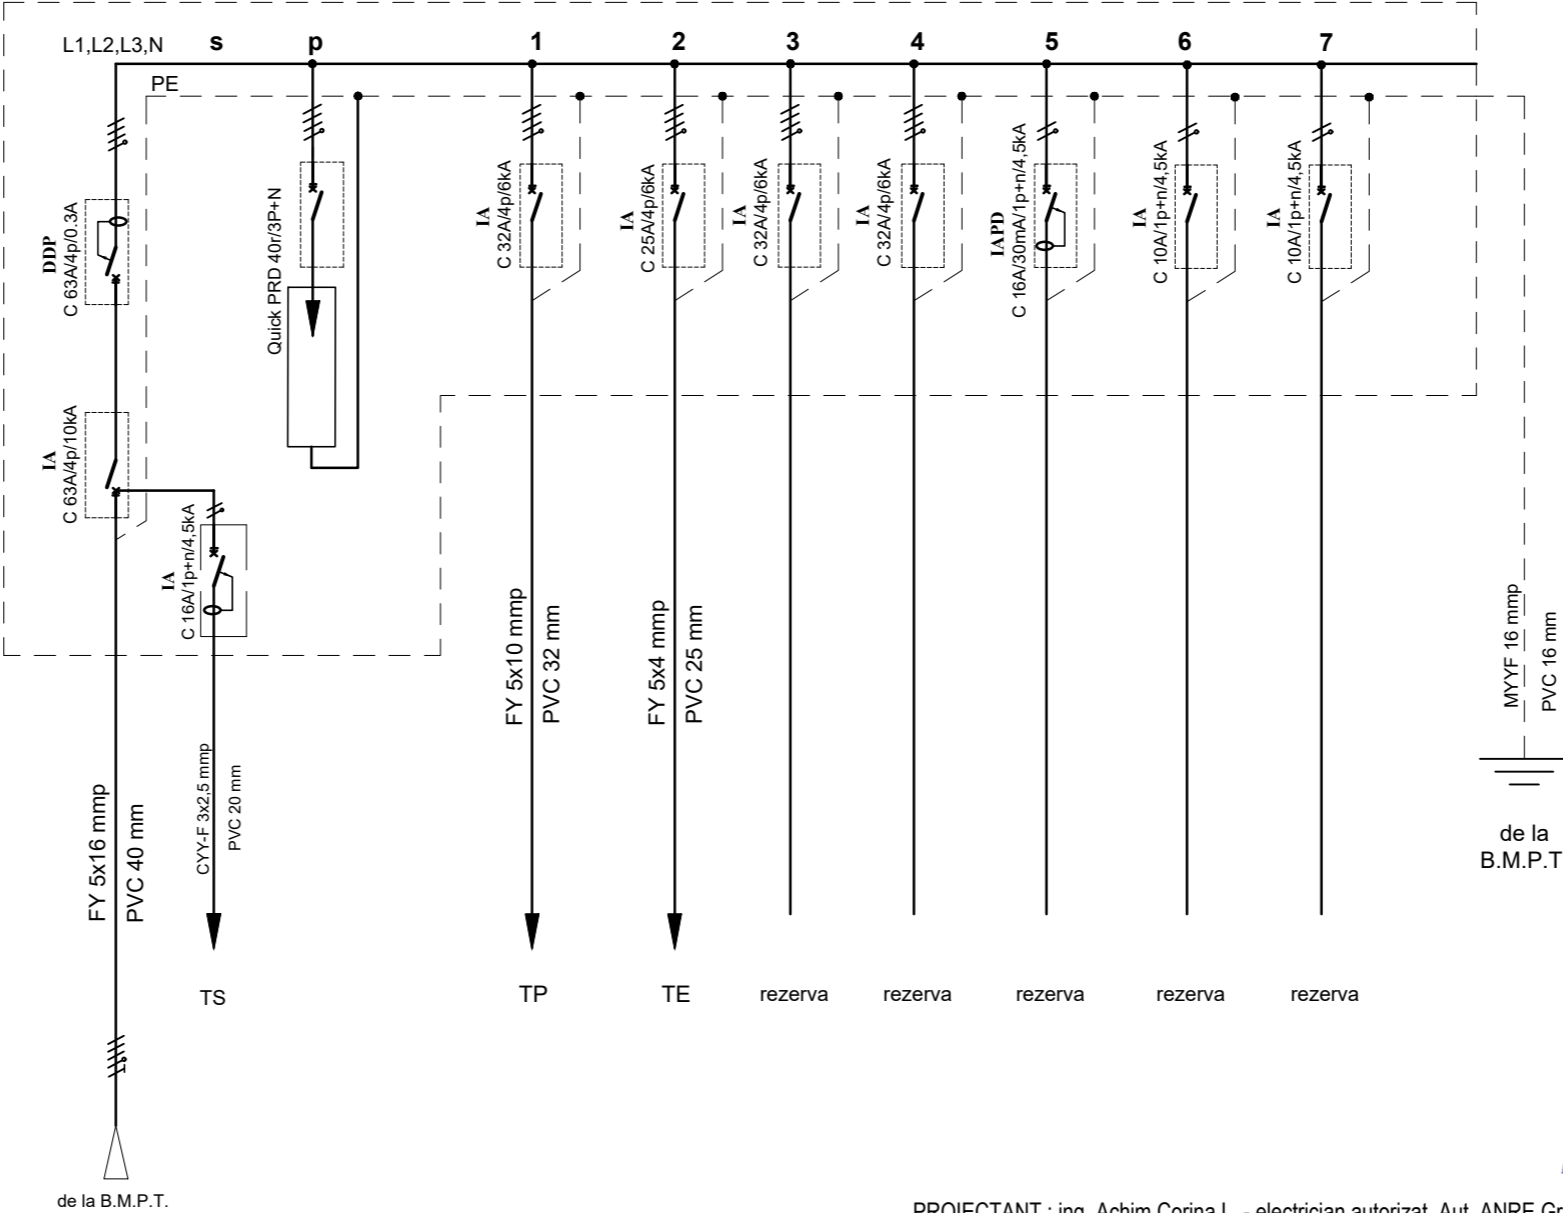 L1,L2,L3,N
s
p
1
2
3
4
5
6
7
PE
DDP
C 63A/4p/0.3A
Quick PRD 40r/3P+N
IA
C 32A/4p/6kA
IA
C 25A/4p/6kA
IA
C 32A/4p/6kA
IA
C 32A/4p/6kA
IAPD
C 16A/30mA/1p+n/4,5kA
IA
C 10A/1p+n/4,5kA
IA
C 10A/1p+n/4,5kA
IA
C 63A/4p/10kA
IA
C 16A/1p+n/4,5kA
FY 5x16 mmp
PVC 40 mm
CYY-F 3x2,5 mmp
PVC 20 mm
FY 5x10 mmp
PVC 32 mm
FY 5x4 mmp
PVC 25 mm
MYYF 16 mmp
PVC 16 mm
de la
B.M.P.T
TS
TP
TE
rezerva
rezerva
rezerva
rezerva
rezerva
de la B.M.P.T.
PROIECTANT : ing. Achim Corina L. - electrician autorizat, Aut. ANRE Gr